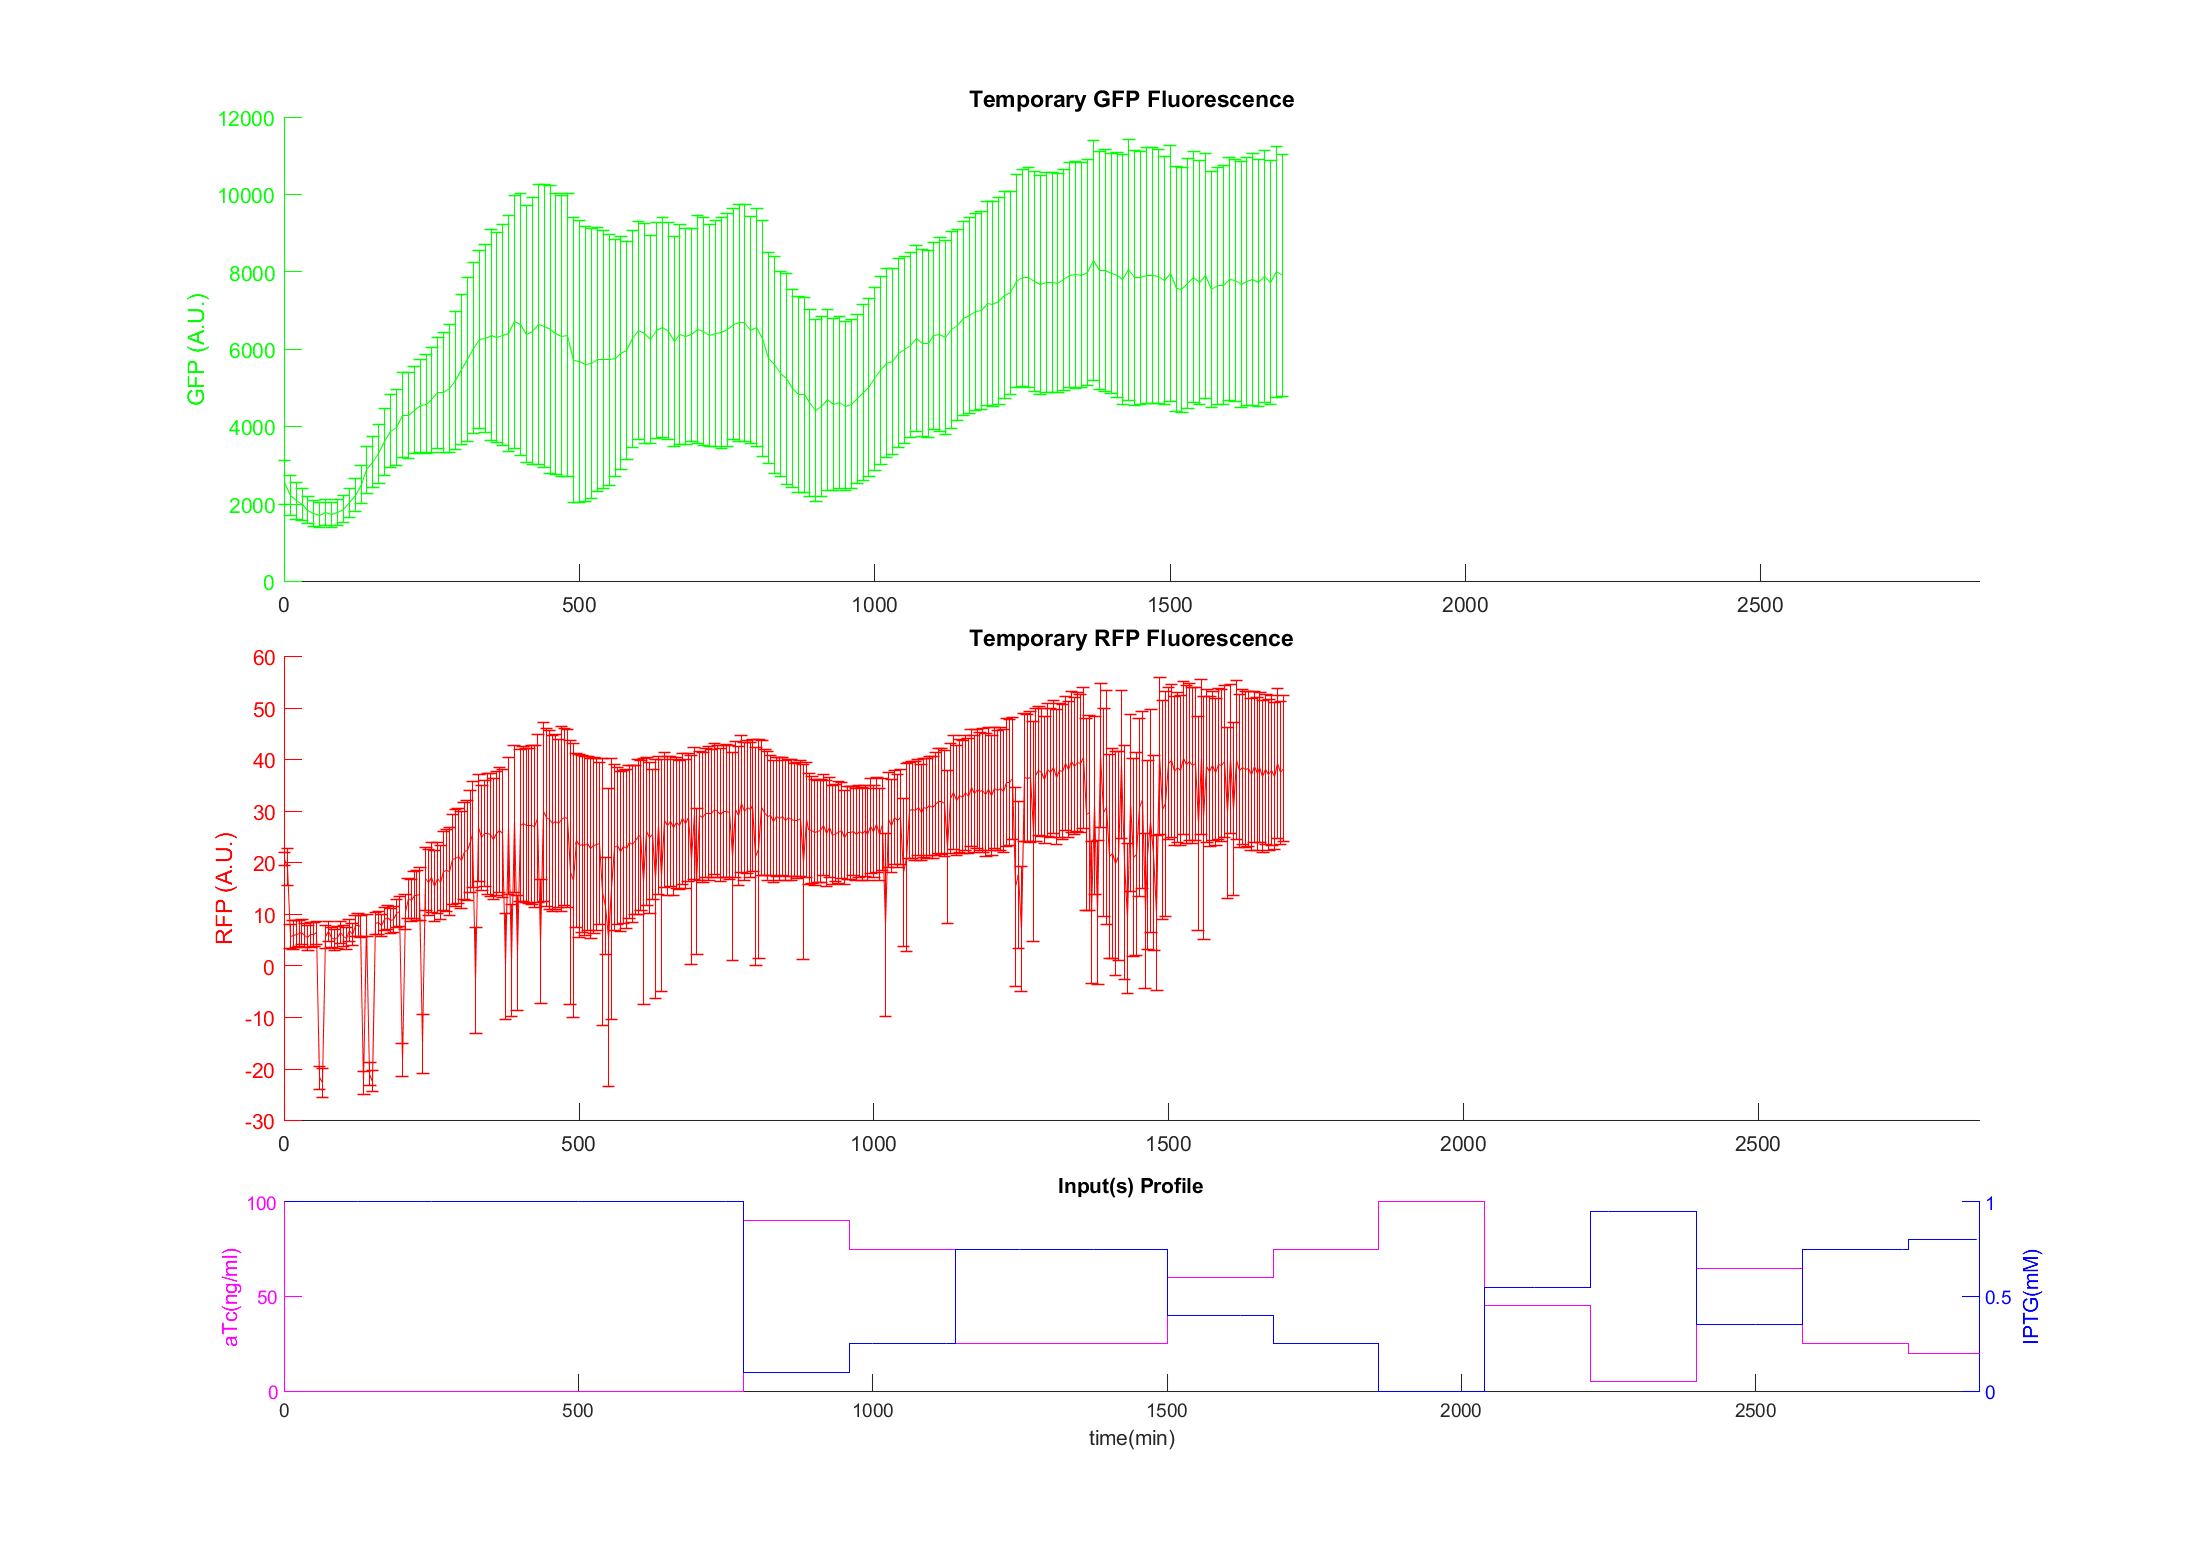 Temporary GFP Fluorescence
12000
10000
8000
6000
4000
2000
0
GFP (A.U.)
0 500 1000 1500 2000 2500
Temporary RFP Fluorescence
60
50
40
30
20
10
0
-10
-20
-30
RFP (A.U.)
0 500 1000 1500 2000 2500
Input(s) Profile
100
50
0
aTc(ng/ml)
1
0.5
0
IPTG(mM)
0 500 1000 1500 2000 2500
time(min)